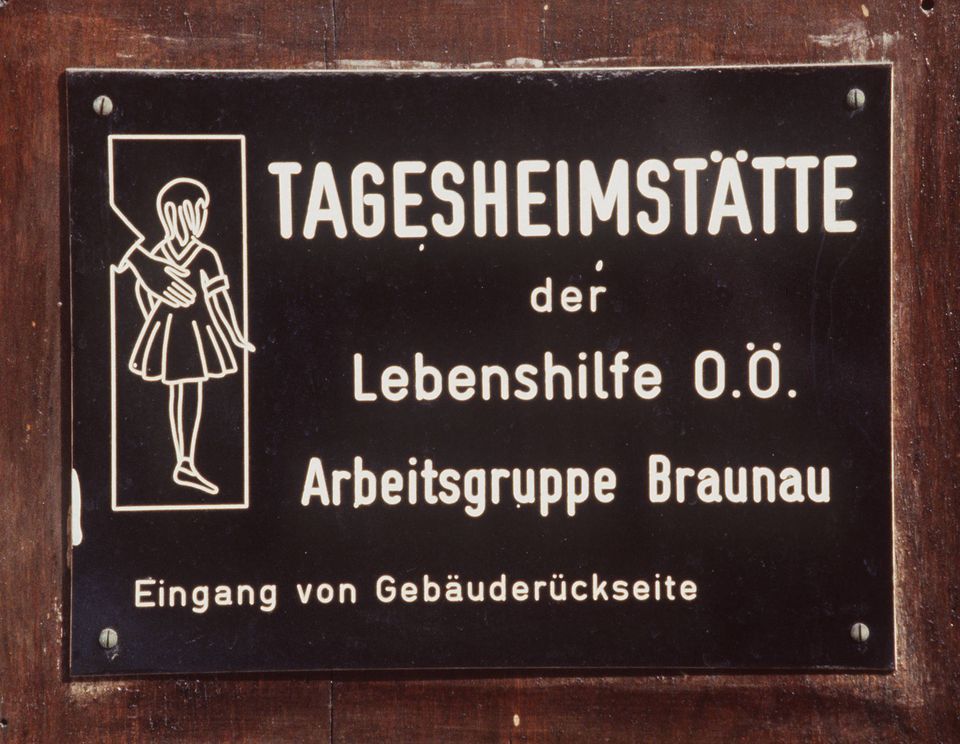 TAGESHEIMSTÄTTE
der
Lebenshilfe O.Ö.
Arbeitsgruppe Braunau
Eingang von Gebäuderückseite